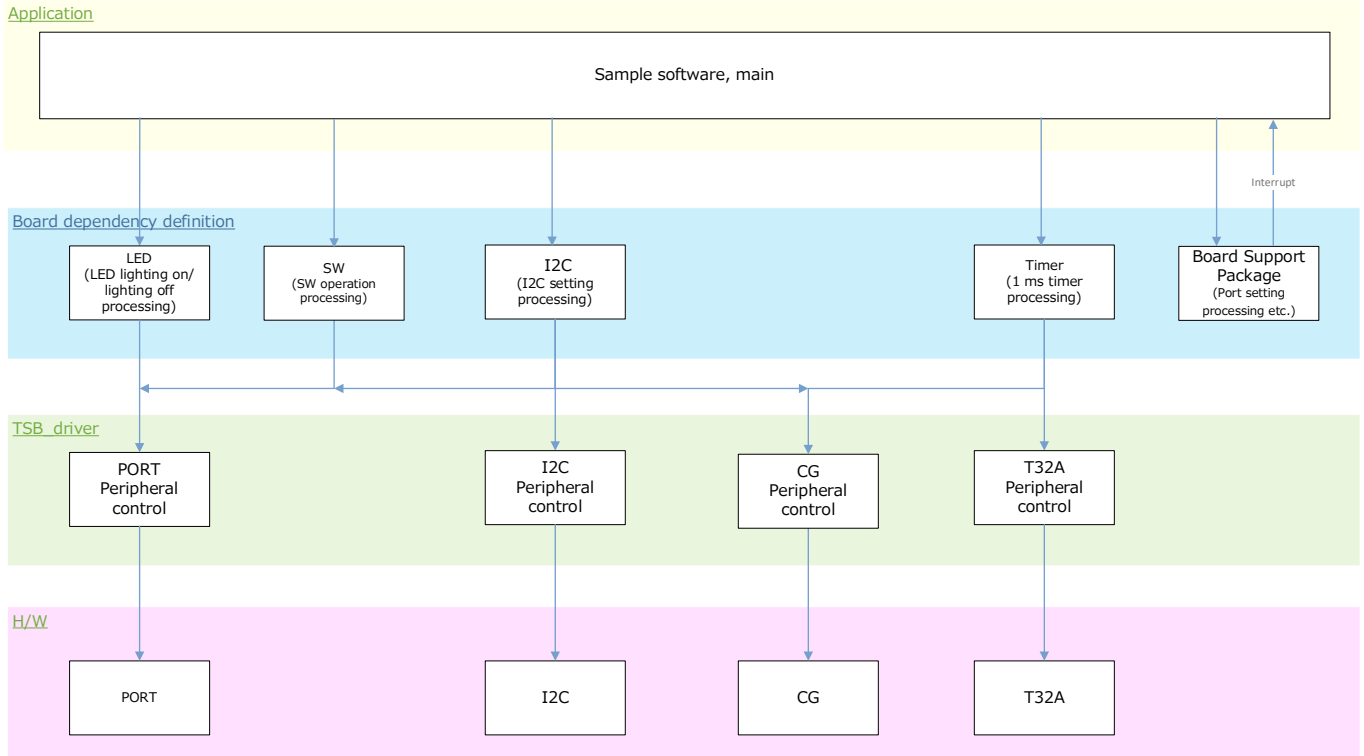 Application
Sample software, main
Interrupt
Board dependency definition
LED
(LED lighting on/
lighting off
processing)
SW
(SW operation
processing)
I2C
(I2C setting
processing)
Timer
(1 ms timer
processing)
Board Support
Package
(Port setting
processing etc.)
TSB_driver
PORT
Peripheral
control
I2C
Peripheral
control
CG
Peripheral
control
T32A
Peripheral
control
H/W
PORT
I2C
CG
T32A